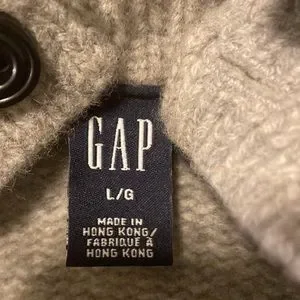 GAP
L/G
MADE IN
HONG KONG/
FABRIQUÉ À
HONG KONG